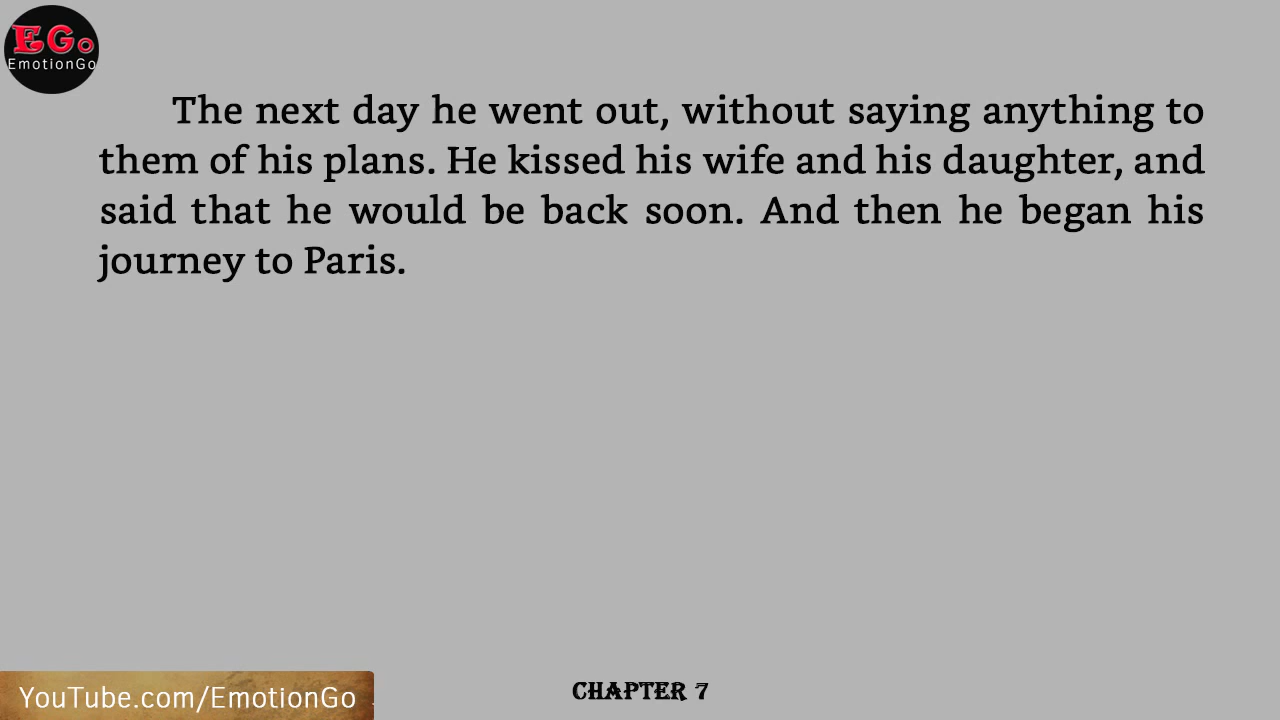 EGo
EmotionGo
The next day he went out, without saying anything to
them of his plans. He kissed his wife and his daughter, and
said that he would be back soon. And then he began his
journey to Paris.
YouTube.com/EmotionGo
CHAPTER 7